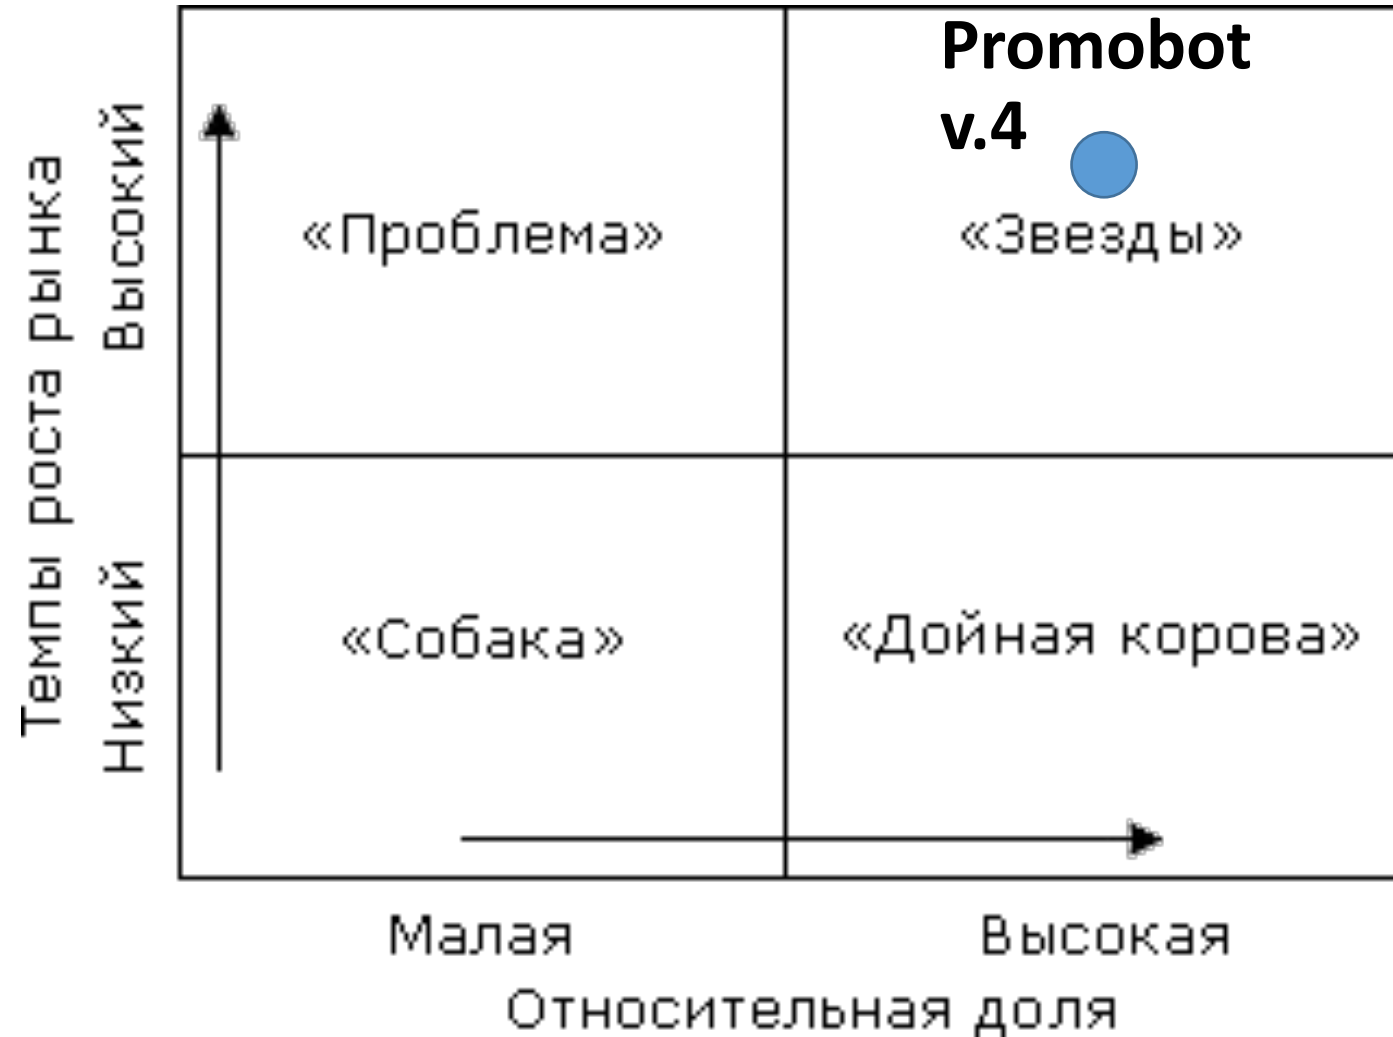 Promobot
v.4
Темпы роста рынка
Высокий
Низкий
«Проблема»
«Звезды»
«Собака»
«Дойная корова»
Малая
Высокая
Относительная доля